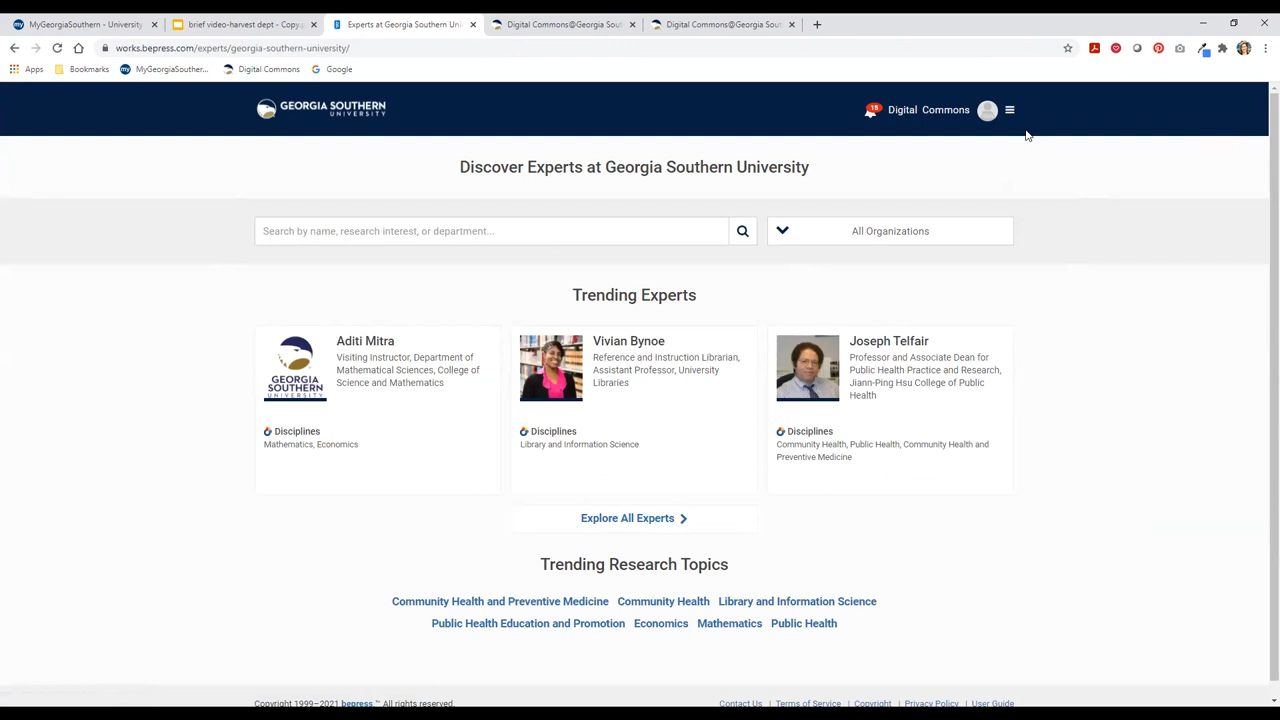 MyGeorgiaSouthern - University
brief video-harvest dept - Copy
Experts at Georgia Southern Uni
Digital Commons@Georgia Sout
Digital Commons@Georgia Sout
works.bepress.com/experts/georgia-southern-university/
Apps
Bookmarks
MyGeorgiaSouther...
Digital Commons
Google
GEORGIA SOUTHERN
UNIVERSITY
15
Digital Commons
Discover Experts at Georgia Southern University
Search by name, research interest, or department...
All Organizations
Trending Experts
GEORGIA
SOUTHERN
UNIVERSITY
Aditi Mitra
Visiting Instructor, Department of
Mathematical Sciences, College of
Science and Mathematics
Disciplines
Mathematics, Economics
Vivian Bynoe
Reference and Instruction Librarian,
Assistant Professor, University
Libraries
Disciplines
Library and Information Science
Joseph Telfair
Professor and Associate Dean for
Public Health Practice and Research,
Jiann-Ping Hsu College of Public
Health
Disciplines
Community Health, Public Health, Community Health and
Preventive Medicine
Explore All Experts
Trending Research Topics
Community Health and Preventive Medicine Community Health Library and Information Science
Public Health Education and Promotion Economics Mathematics Public Health
Copyright 1999–2021 bepress.™ All rights reserved.
Contact Us | Terms of Service | Copyright | Privacy Policy | User Guide